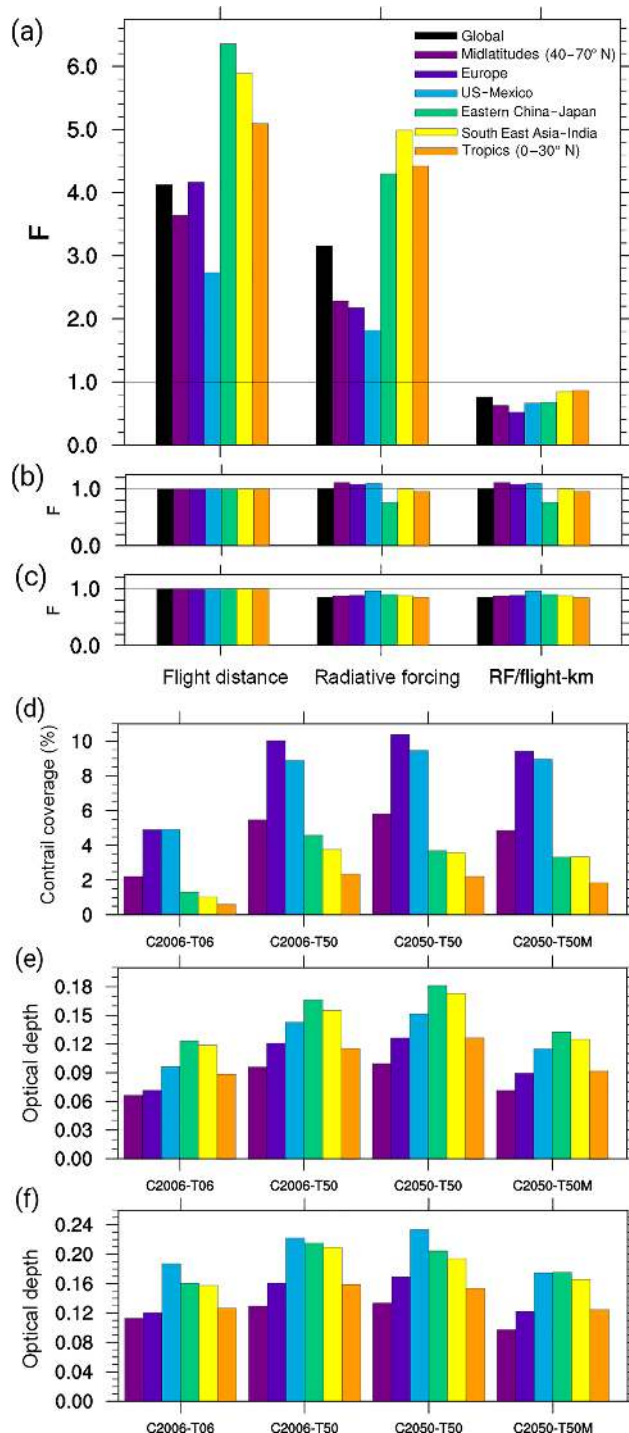 (a)
6.0
5.0
4.0
3.0
2.0
1.0
0.0
F
Global
Midlatitudes (40–70° N)
Europe
US–Mexico
Eastern China–Japan
South East Asia–India
Tropics (0–30° N)
(b)
1.0
0.0
F
(c)
1.0
0.0
F
Flight distance Radiative forcing RF/flight-km
(d)
10
8
6
4
2
0
Contrail coverage (%)
C2006-T06 C2006-T50 C2050-T50 C2050-T50M
(e)
0.18
0.15
0.12
0.09
0.06
0.03
0.00
Optical depth
C2006-T06 C2006-T50 C2050-T50 C2050-T50M
(f)
0.24
0.20
0.16
0.12
0.08
0.04
0.00
Optical depth
C2006-T06 C2006-T50 C2050-T50 C2050-T50M